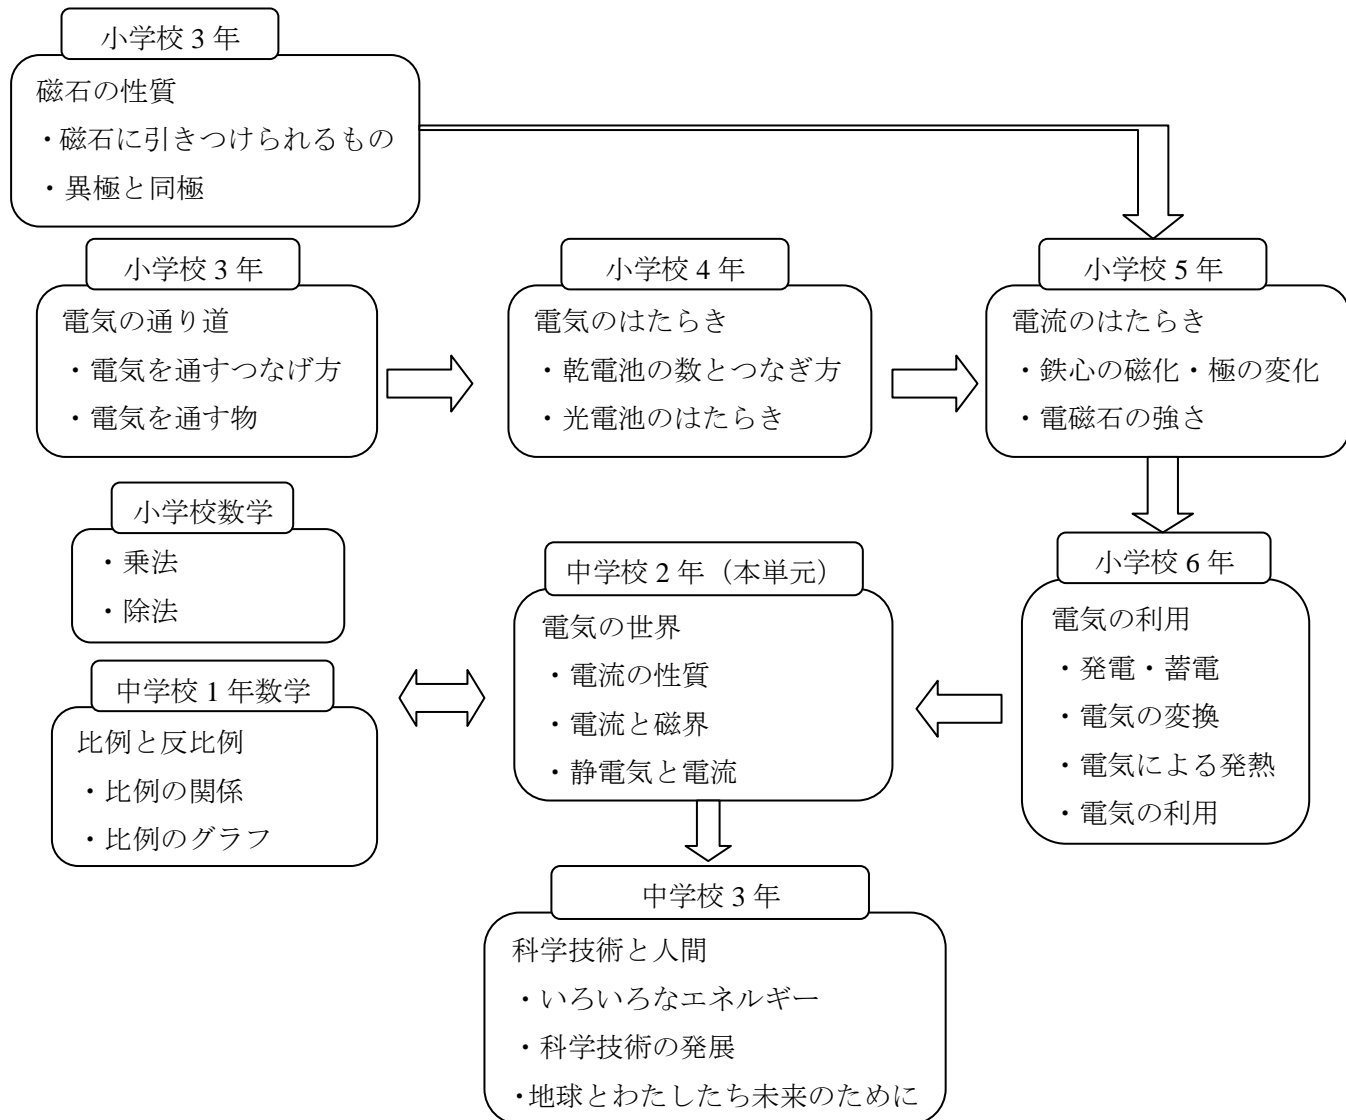 小学校 3 年
磁石の性質
・磁石に引きつけられるもの
・異極と同極
小学校 3 年
電気の通り道
・電気を通すつなげ方
・電気を通す物
小学校 4 年
電気のはたらき
・乾電池の数とつなぎ方
・光電池のはたらき
小学校 5 年
電流のはたらき
・鉄心の磁化・極の変化
・電磁石の強さ
小学校数学
・乗法
・除法
中学校 1 年数学
比例と反比例
・比例の関係
・比例のグラフ
中学校 2 年（本単元）
電気の世界
・電流の性質
・電流と磁界
・静電気と電流
小学校 6 年
電気の利用
・発電・蓄電
・電気の変換
・電気による発熱
・電気の利用
中学校 3 年
科学技術と人間
・いろいろなエネルギー
・科学技術の発展
・地球とわたしたち未来のために